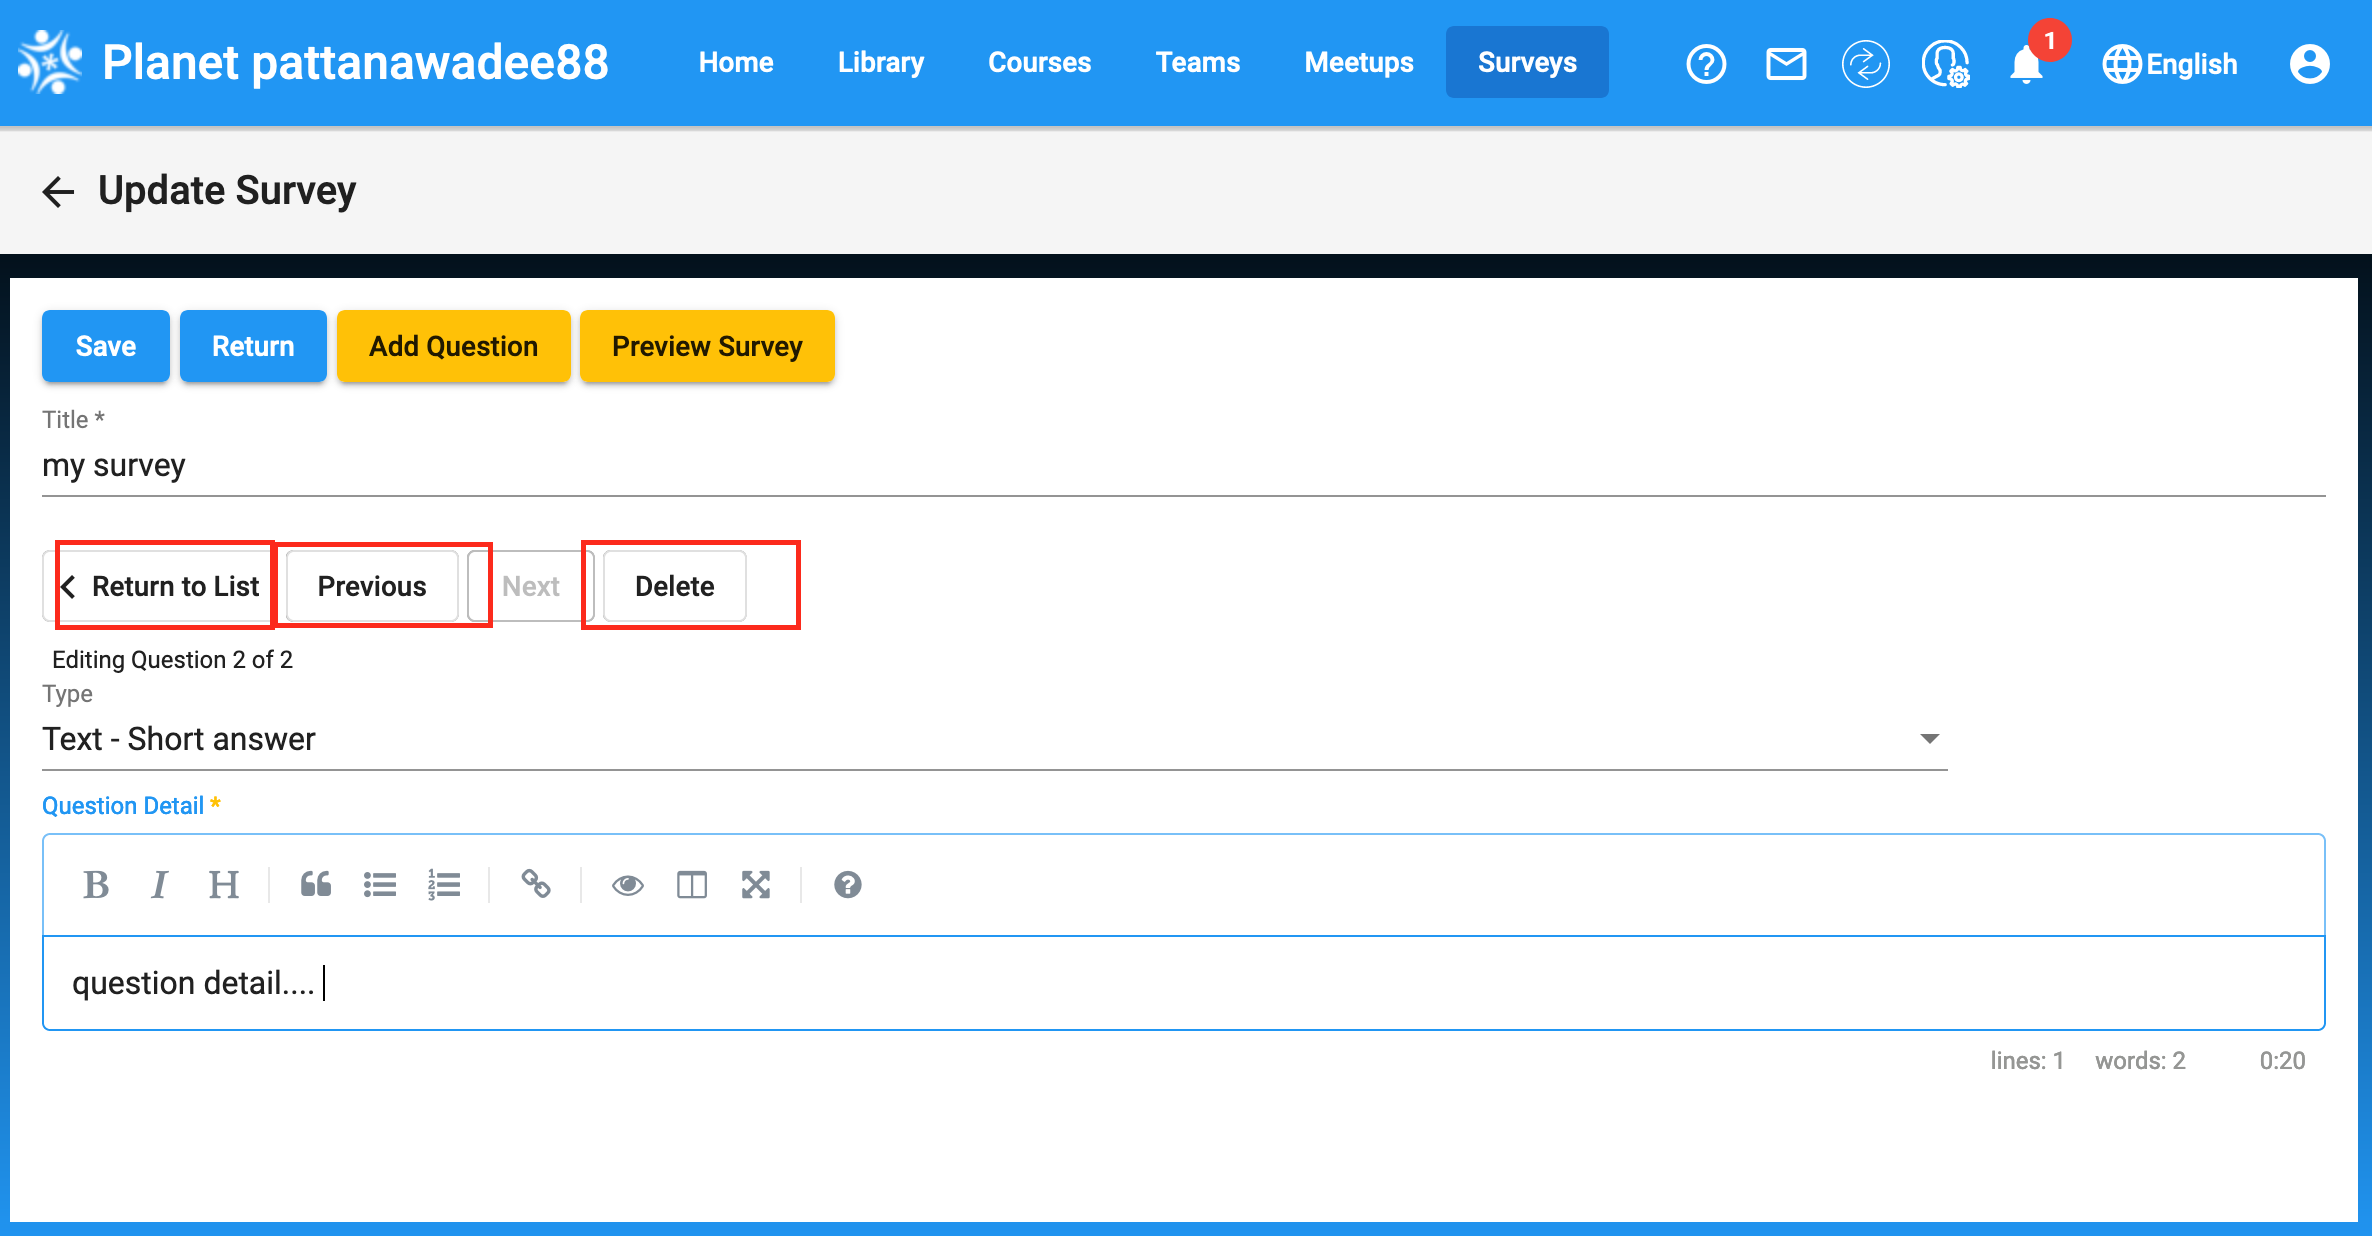 Planet pattanawadee88 Home Library Courses Teams Meetups Surveys 1 English
Update Survey
Save Return Add Question Preview Survey
Title *
my survey
Return to List Previous Next Delete
Editing Question 2 of 2
Type
Text - Short answer
Question Detail *
B I H
question detail....
lines: 1 words: 2 0:20